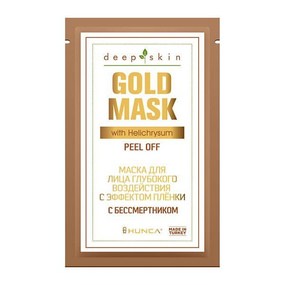 deep skin
GOLD
MASK
with Helichrysum
PEEL OFF
МАСКА ДЛЯ
ЛИЦА ГЛУБОКОГО
ВОЗДЕЙСТВИЯ
С ЭФФЕКТОМ ПЛЁНКИ
С БЕССМЕРТНИКОМ
HUNCA
MADE IN
TURKEY